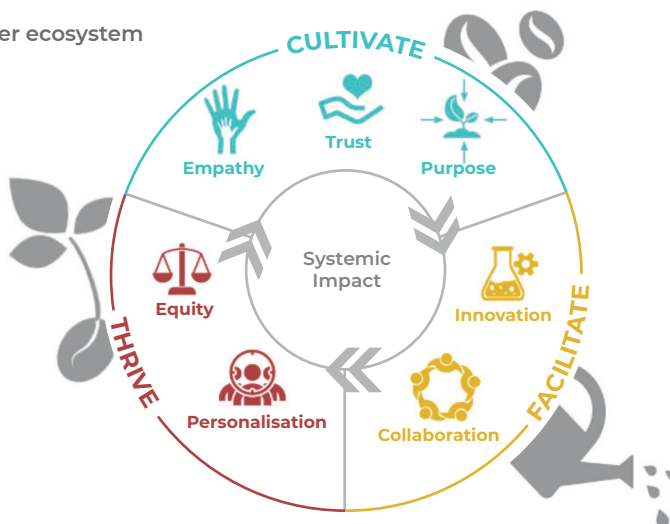 er ecosystem
CULTIVATE
Empathy
Trust
Purpose
Systemic
Impact
Equity
Innovation
THRIVE
FACILITATE
Personalisation
Collaboration